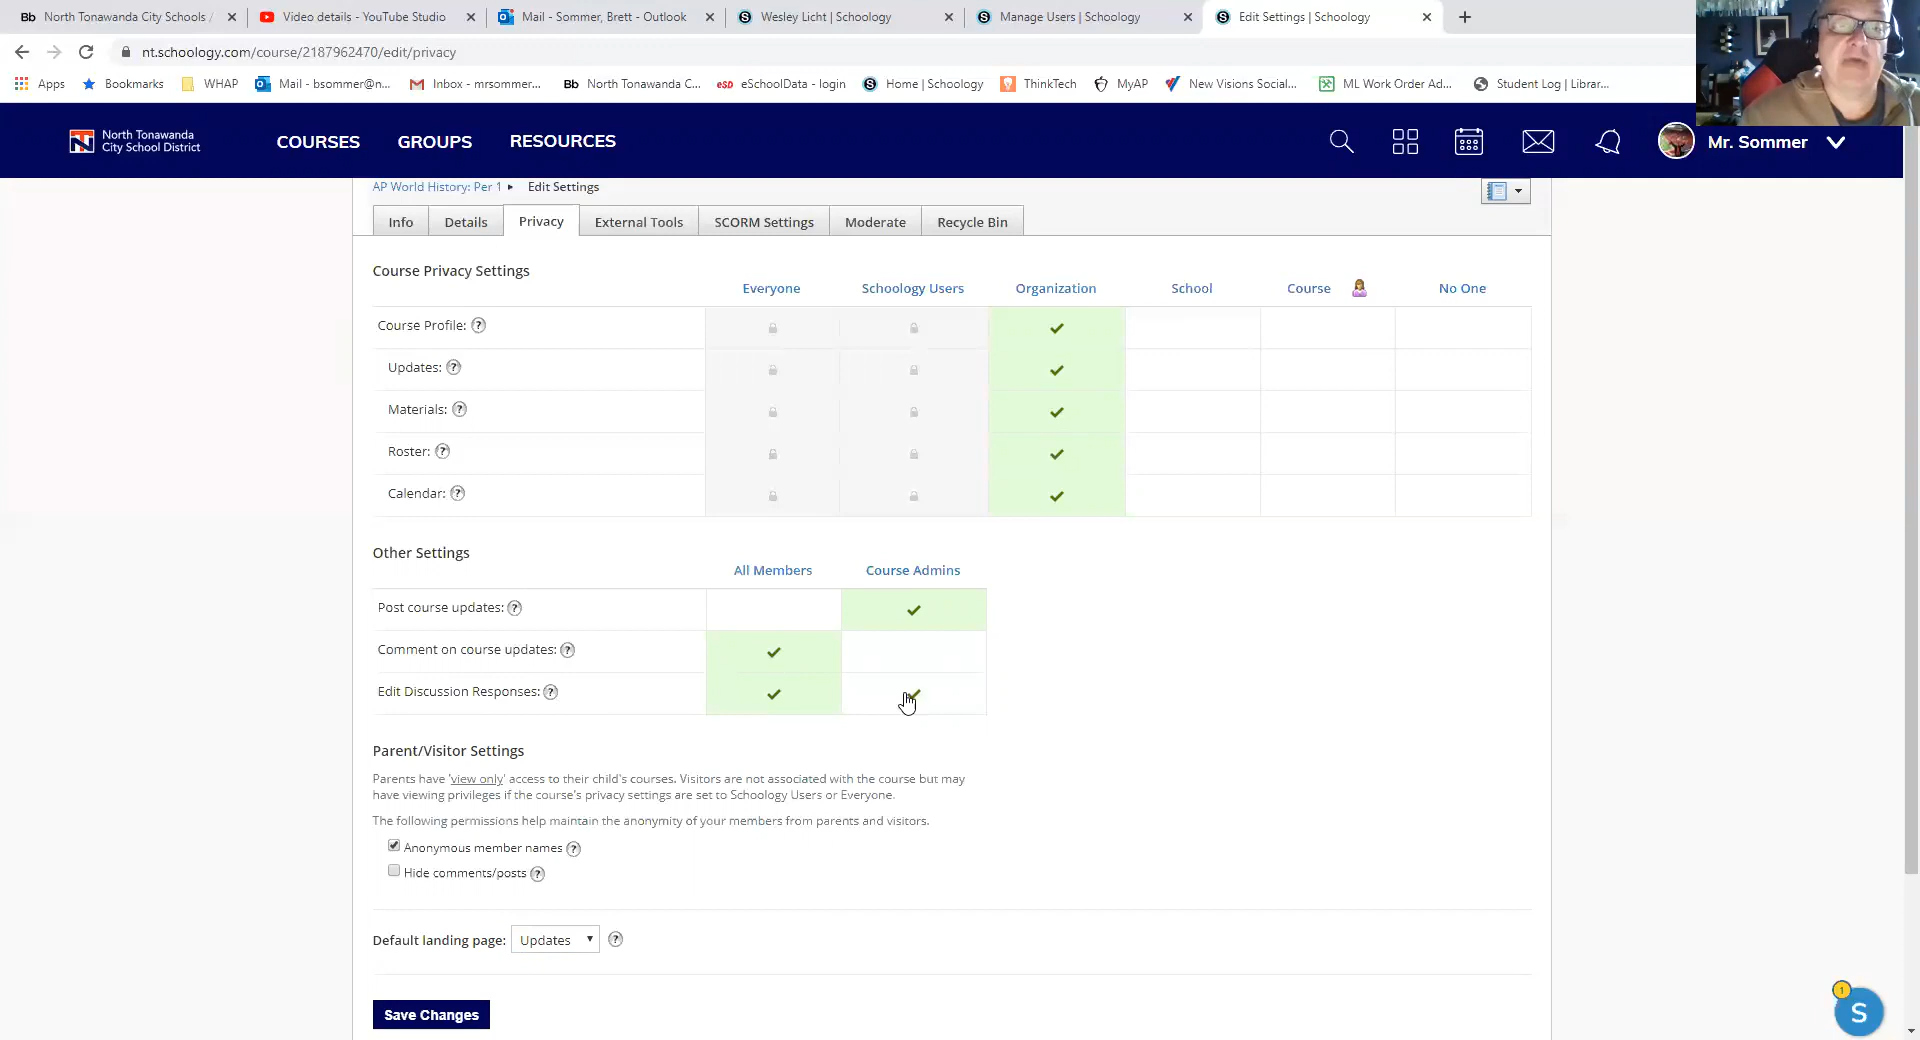 Bb North Tonawanda City Schools /
Video details - YouTube Studio
Mail - Sommer, Brett - Outlook
Wesley Licht | Schoology
Manage Users | Schoology
Edit Settings | Schoology
nt.schoology.com/course/2187962470/edit/privacy
Apps
Bookmarks
WHAP
Mail - bsommer@n...
Inbox - mrsommer...
Bb North Tonawanda C...
esD eSchoolData - login
Home | Schoology
ThinkTech
MyAP
New Visions Social...
ML Work Order Ad...
Student Log | Librar...
North Tonawanda
City School District
COURSES
GROUPS
RESOURCES
Mr. Sommer
AP World History: Per 1 ▸ Edit Settings
Info
Details
Privacy
External Tools
SCORM Settings
Moderate
Recycle Bin
Course Privacy Settings
Everyone
Schoology Users
Organization
School
Course
No One
Course Profile: ?
Updates: ?
Materials: ?
Roster: ?
Calendar: ?
Other Settings
All Members
Course Admins
Post course updates: ?
Comment on course updates: ?
Edit Discussion Responses: ?
Parent/Visitor Settings
Parents have 'view only' access to their child's courses. Visitors are not associated with the course but may
have viewing privileges if the course's privacy settings are set to Schoology Users or Everyone.
The following permissions help maintain the anonymity of your members from parents and visitors.
Anonymous member names ?
Hide comments/posts ?
Default landing page: Updates ?
Save Changes
1
S